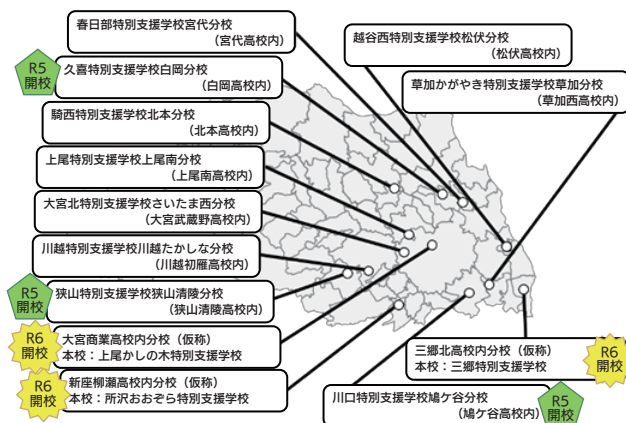 春日部特別支援学校宮代分校
（宮代高校内）
越谷西特別支援学校松伏分校
（松伏高校内）
R5
開校
久喜特別支援学校白岡分校
（白岡高校内）
草加かがやき特別支援学校草加分校
（草加西高校内）
騎西特別支援学校北本分校
（北本高校内）
上尾特別支援学校上尾南分校
（上尾南高校内）
大宮北特別支援学校さいたま西分校
（大宮武蔵野高校内）
川越特別支援学校川越たかしな分校
（川越初雁高校内）
R5
開校
狭山特別支援学校狭山清陵分校
（狭山清陵高校内）
R6
開校
大宮商業高校内分校（仮称）
本校：上尾かしの木特別支援学校
三郷北高校内分校（仮称）
本校：三郷特別支援学校
R6
開校
R6
開校
新座柳瀬高校内分校（仮称）
本校：所沢おおぞら特別支援学校
川口特別支援学校鳩ケ谷分校
（鳩ケ谷高校内）
R5
開校